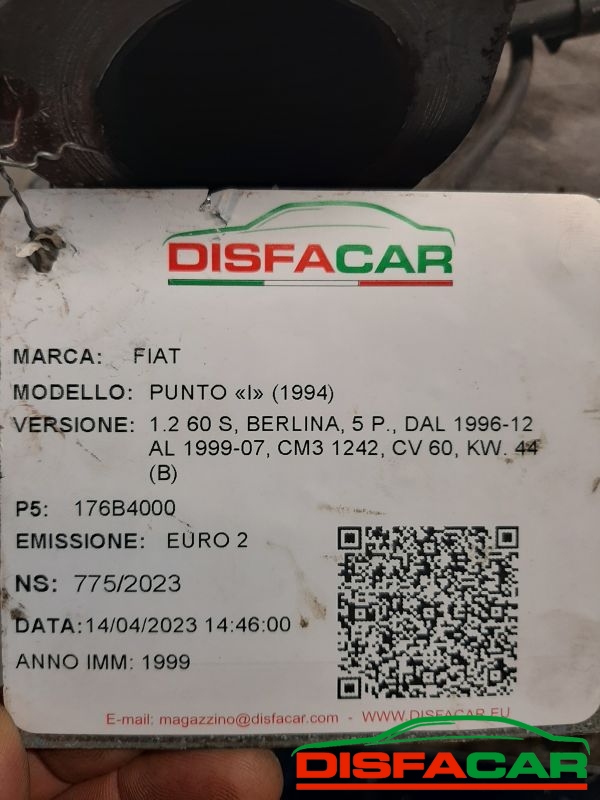 DISFACAR
MARCA: FIAT
MODELLO: PUNTO «I» (1994)
VERSIONE: 1.2 60 S, BERLINA, 5 P., DAL 1996-12
AL 1999-07, CM3 1242, CV 60, KW. 44
(B)
P5: 176B4000
EMISSIONE: EURO 2
NS: 775/2023
DATA:14/04/2023 14:46:00
ANNO IMM: 1999
E-mail: magazzino@disfacar.com - WWW.DISFACAR.EU
DISFACAR